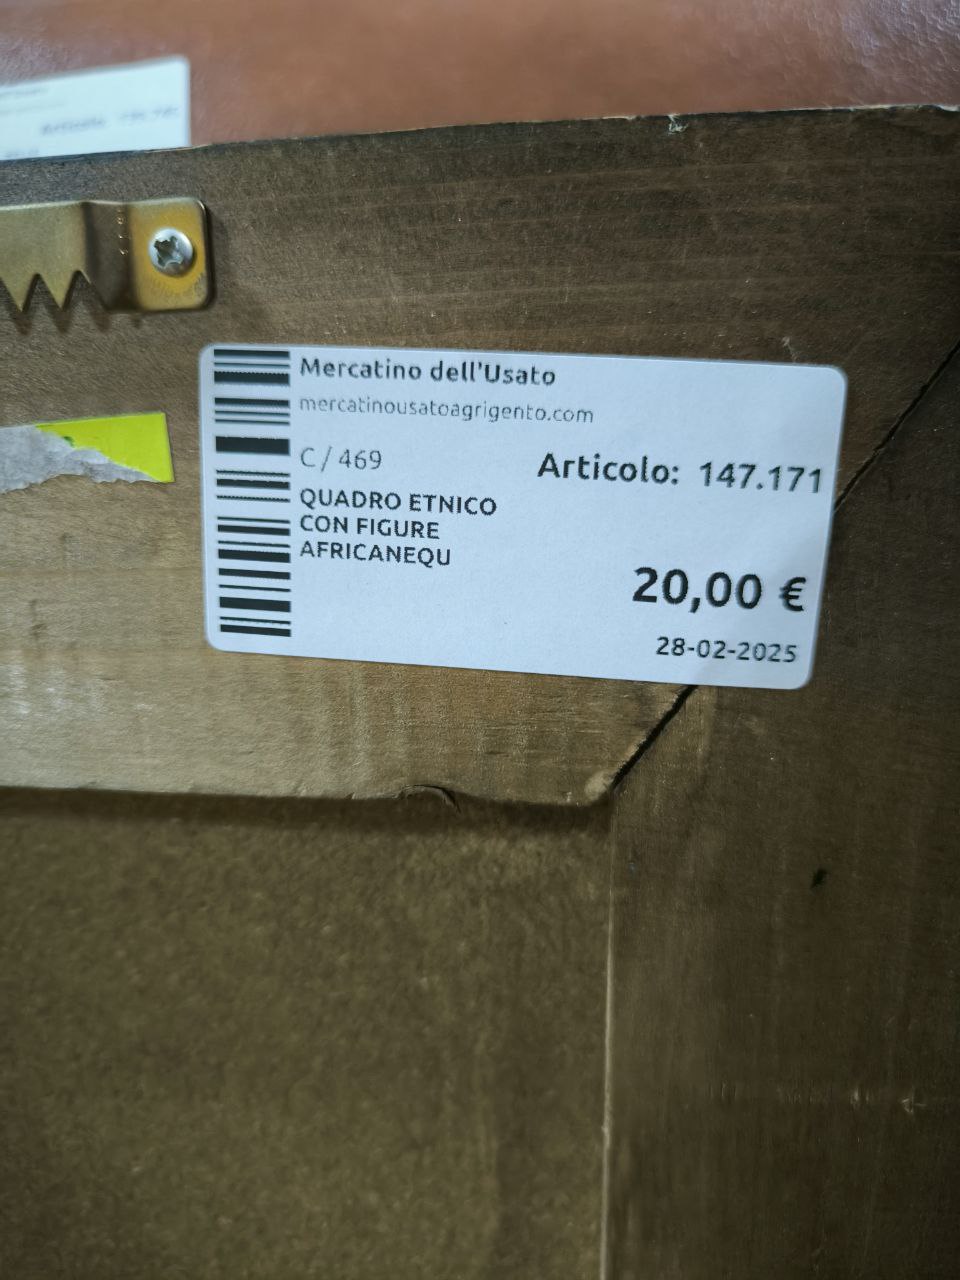 Mercatino dell'Usato
mercatinousatoagrigento.com
C / 469
Articolo: 147.171
QUADRO ETNICO
CON FIGURE
AFRICANEQU
20,00 €
28-02-2025
Articolo